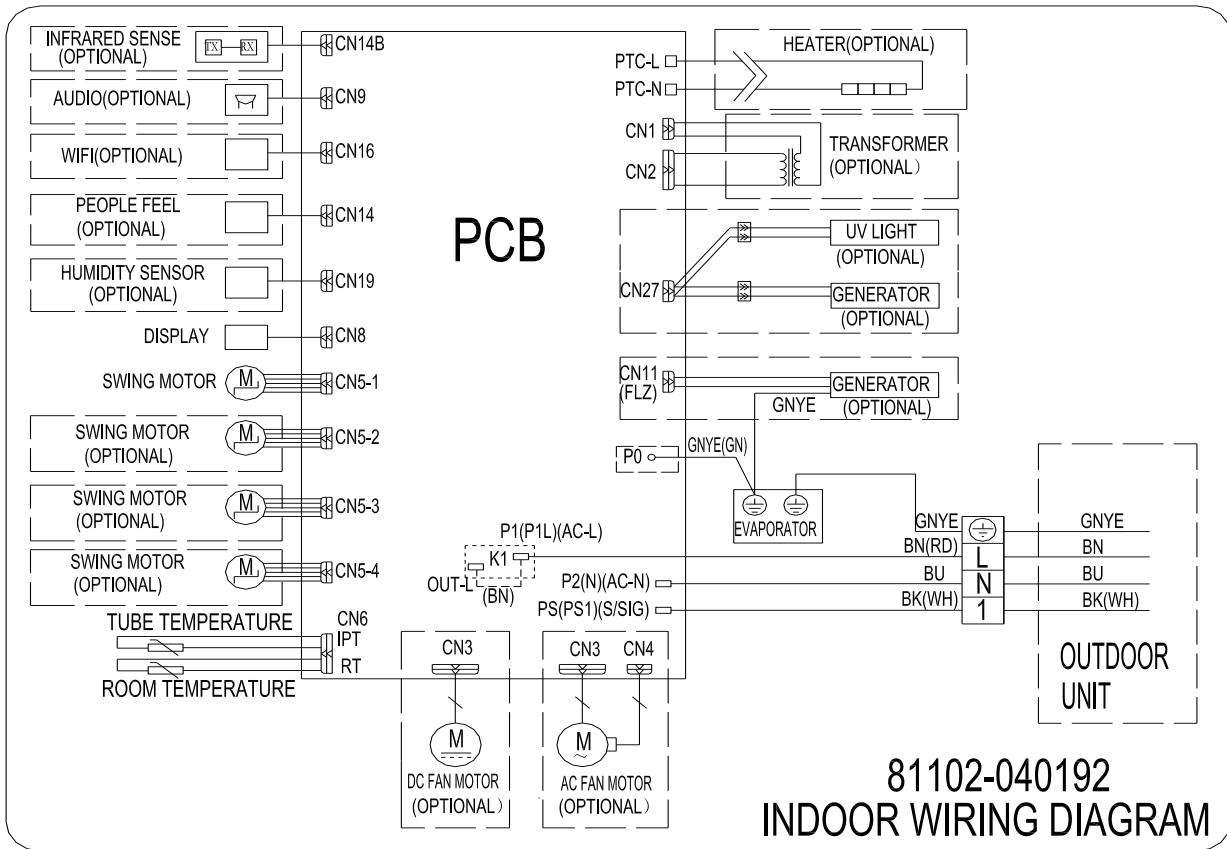 INFRARED SENSE
(OPTIONAL)
TX RX
CN14B
AUDIO(OPTIONAL)
CN9
WIFI(OPTIONAL)
CN16
PEOPLE FEEL
(OPTIONAL)
CN14
HUMIDITY SENSOR
(OPTIONAL)
CN19
DISPLAY
CN8
SWING MOTOR
M
CN5-1
SWING MOTOR
(OPTIONAL)
M
CN5-2
SWING MOTOR
(OPTIONAL)
M
CN5-3
SWING MOTOR
(OPTIONAL)
M
CN5-4
TUBE TEMPERATURE
CN6
IPT
RT
ROOM TEMPERATURE
PCB
PTC-L
PTC-N
HEATER(OPTIONAL)
CN1
CN2
TRANSFORMER
(OPTIONAL)
CN27
UV LIGHT
(OPTIONAL)
GENERATOR
(OPTIONAL)
CN11
(FLZ)
GENERATOR
(OPTIONAL)
GNYE
P0
GNYE(GN)
EVAPORATOR
P1(P1L)(AC-L)
K1
OUT-L
(BN)
P2(N)(AC-N)
PS(PS1)(S/SIG)
GNYE
BN(RD)
BU
BK(WH)
L
N
1
GNYE
BN
BU
BK(WH)
OUTDOOR
UNIT
CN3
M
DC FAN MOTOR
(OPTIONAL)
CN3
CN4
M
~
AC FAN MOTOR
(OPTIONAL)
81102-040192
INDOOR WIRING DIAGRAM